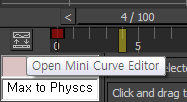 < 4 / 100 >
0 5
Open Mini Curve Editor
Max to Physcs
Click and drag